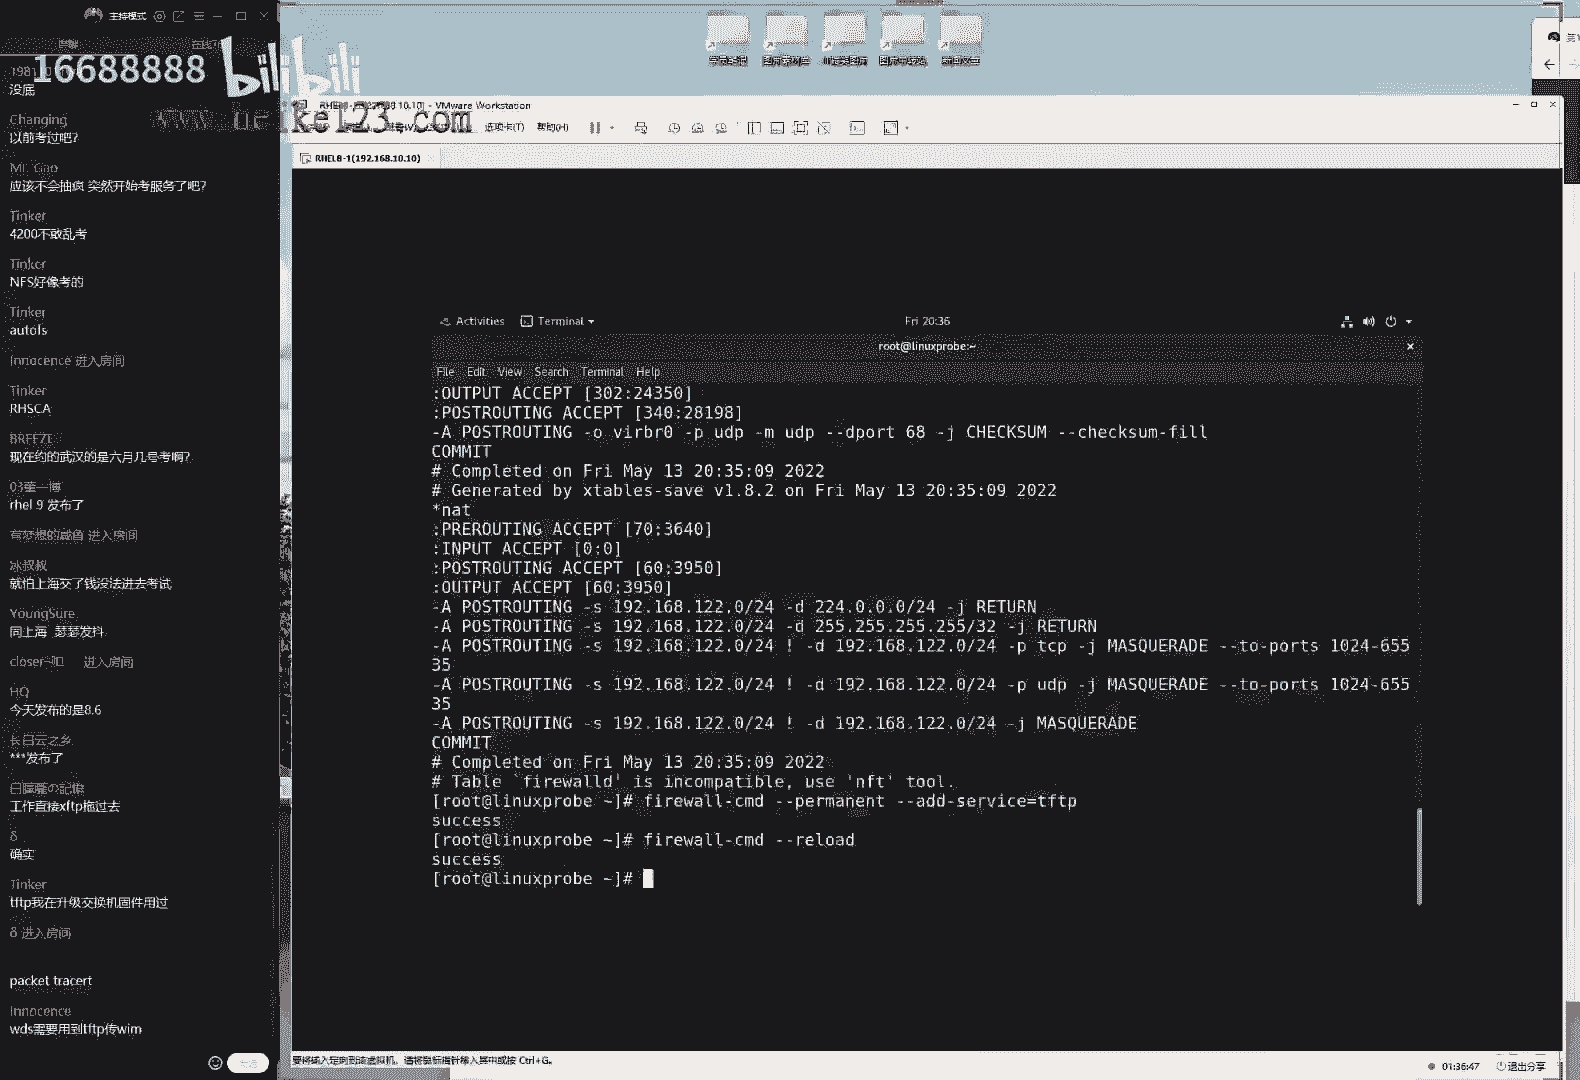 主持模式
16688888
bilibili
没底
Changing
以前考过吧?
Mr. Gao
应该不会抽疯 突然开始考服务了吧?
Tinker
4200不敢乱考
Tinker
NFS好像考的
Tinker
autofs
Innocence 进入房间
Tinker
RHSCA
BREEZE
现在约的武汉的是六月几号考啊?
03董一博
rhel 9 发布了
有梦想的咸鱼 进入房间
冰叔叔
就怕上海交了钱没法进去考试
YoungSure
同上海 瑟瑟发抖
进入房间
HQ
今天发布的是8.6
长白云之乡
***发布了
工作直接xftp拖过去
δ
确实
Tinker
tftp我在升级交换机固件用过
δ 进入房间
packet tracert
Innocence
wds需要用到tftp传wim
- VMware Workstation
选项卡(T) 帮助(H)
RHEL8-1(192.168.10.10)
Activities Terminal Fri 20:36
root@linuxprobe:~
File Edit View Search Terminal Help
:OUTPUT ACCEPT [302:24350]
:POSTROUTING ACCEPT [340:28198]
-A POSTROUTING -o virbr0 -p udp -m udp --dport 68 -j CHECKSUM --checksum-fill
COMMIT
# Completed on Fri May 13 20:35:09 2022
# Generated by xtables-save v1.8.2 on Fri May 13 20:35:09 2022
*nat
:PREROUTING ACCEPT [70:3640]
:INPUT ACCEPT [0:0]
:POSTROUTING ACCEPT [60:3950]
:OUTPUT ACCEPT [60:3950]
-A POSTROUTING -s 192.168.122.0/24 -d 224.0.0.0/24 -j RETURN
-A POSTROUTING -s 192.168.122.0/24 -d 255.255.255.255/32 -j RETURN
-A POSTROUTING -s 192.168.122.0/24 ! -d 192.168.122.0/24 -p tcp -j MASQUERADE --to-ports 1024-655
35
-A POSTROUTING -s 192.168.122.0/24 ! -d 192.168.122.0/24 -p udp -j MASQUERADE --to-ports 1024-655
35
-A POSTROUTING -s 192.168.122.0/24 ! -d 192.168.122.0/24 -j MASQUERADE
COMMIT
# Completed on Fri May 13 20:35:09 2022
# Table `firewalld' is incompatible, use 'nft' tool.
[root@linuxprobe ~]# firewall-cmd --permanent --add-service=tftp
success
[root@linuxprobe ~]# firewall-cmd --reload
success
[root@linuxprobe ~]#
要将输入定向到该虚拟机，请将鼠标指针移入其中或按 Ctrl+G。
01:36:47 退出分享